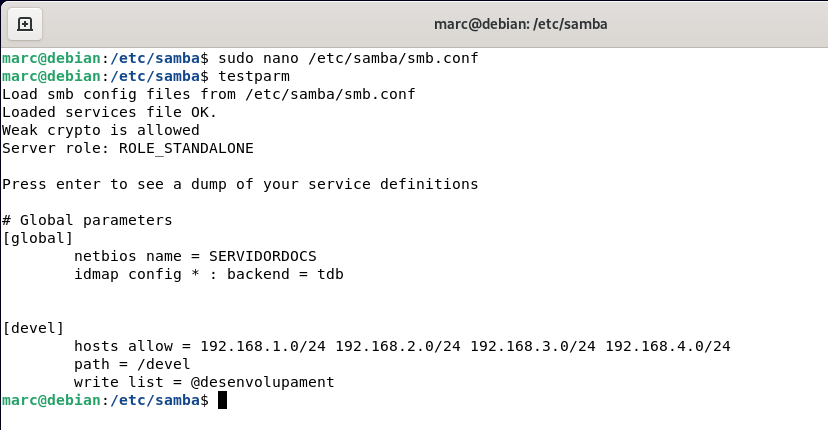 marc@debian: /etc/samba
marc@debian:/etc/samba$ sudo nano /etc/samba/smb.conf
marc@debian:/etc/samba$ testparm
Load smb config files from /etc/samba/smb.conf
Loaded services file OK.
Weak crypto is allowed
Server role: ROLE_STANDALONE
Press enter to see a dump of your service definitions
# Global parameters
[global]
netbios name = SERVIDORDOCS
idmap config * : backend = tdb
[devel]
hosts allow = 192.168.1.0/24 192.168.2.0/24 192.168.3.0/24 192.168.4.0/24
path = /devel
write list = @desenvolupament
marc@debian:/etc/samba$